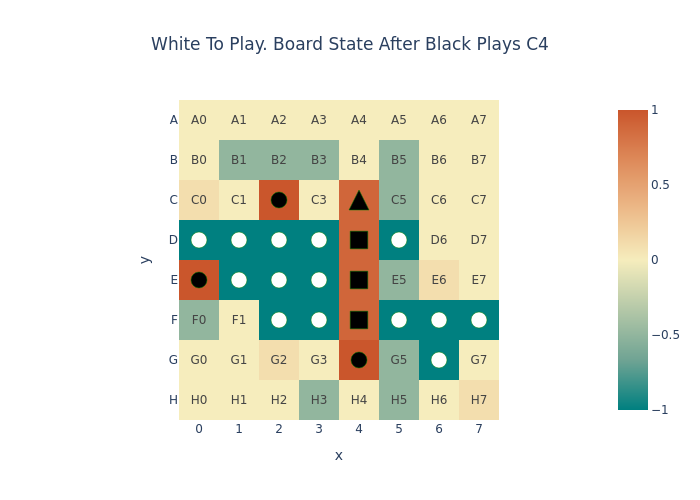 White To Play. Board State After Black Plays C4
A A0 A1 A2 A3 A4 A5 A6 A7
B B0 B1 B2 B3 B4 B5 B6 B7
C C0 C1 C3 C5 C6 C7
D D6 D7
E E5 E6 E7
F F0 F1
G G0 G1 G2 G3 G5 G7
H H0 H1 H2 H3 H4 H5 H6 H7
0 1 2 3 4 5 6 7
x
y
1
0.5
0
−0.5
−1